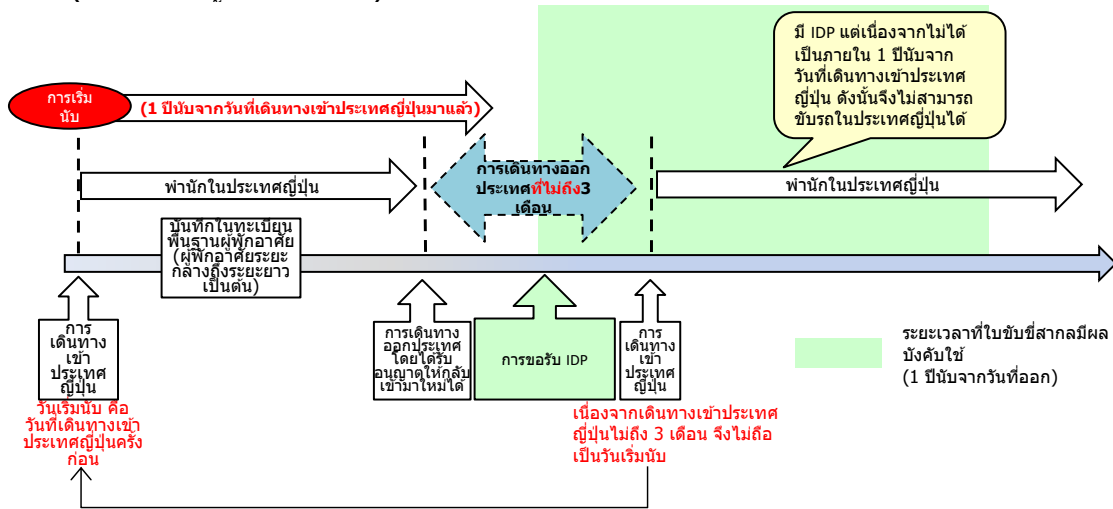 มี IDP แต่เนื่องจากไม่ได้
เป็นภายใน 1 ปีนับจาก
วันที่เดินทางเข้าประเทศ
ญี่ปุ่น ดังนั้นจึงไม่สามารถ
ขับรถในประเทศญี่ปุ่นได้
การเริ่ม
นับ
(1 ปีนับจากวันที่เดินทางเข้าประเทศญี่ปุ่นมาแล้ว)
พำนักในประเทศญี่ปุ่น
การเดินทางออก
ประเทศที่ไม่ถึง3
เดือน
พำนักในประเทศญี่ปุ่น
บันทึกในทะเบียน
พื้นฐานผู้พักอาศัย
(ผู้พักอาศัยระยะ
กลางถึงระยะยาว
เป็นต้น)
การ
เดินทาง
เข้า
ประเทศ
ญี่ปุ่น
การเดินทาง
ออกประเทศ
โดยได้รับ
อนุญาตให้กลับ
เข้ามาใหม่ได้
การขอรับ IDP
การ
เดินทาง
เข้า
ประเทศ
ญี่ปุ่น
ระยะเวลาที่ใบขับขี่สากลมีผล
บังคับใช้
(1 ปีนับจากวันที่ออก)
วันเริ่มนับ คือ
วันที่เดินทางเข้า
ประเทศญี่ปุ่นครั้ง
ก่อน
เนื่องจากเดินทางเข้าประเทศ
ญี่ปุ่นไม่ถึง 3 เดือน จึงไม่ถือ
เป็นวันเริ่มนับ